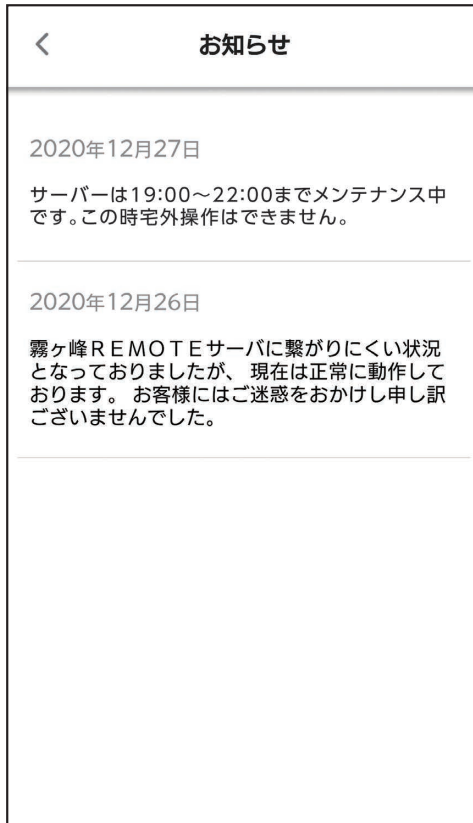 お知らせ
2020年12月27日
サーバーは19:00～22:00までメンテナンス中
です。この時宅外操作はできません。
2020年12月26日
霧ヶ峰ＲＥＭＯＴＥサーバに繋がりにくい状況
となっておりましたが、 現在は正常に動作して
おります。 お客様にはご迷惑をおかけし申し訳
ございませんでした。